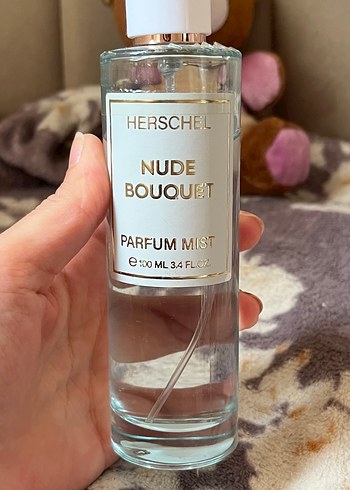 HERSCHEL
NUDE
BOUQUET
PARFUM MIST
℮ 100 ML 3.4 FL.OZ.